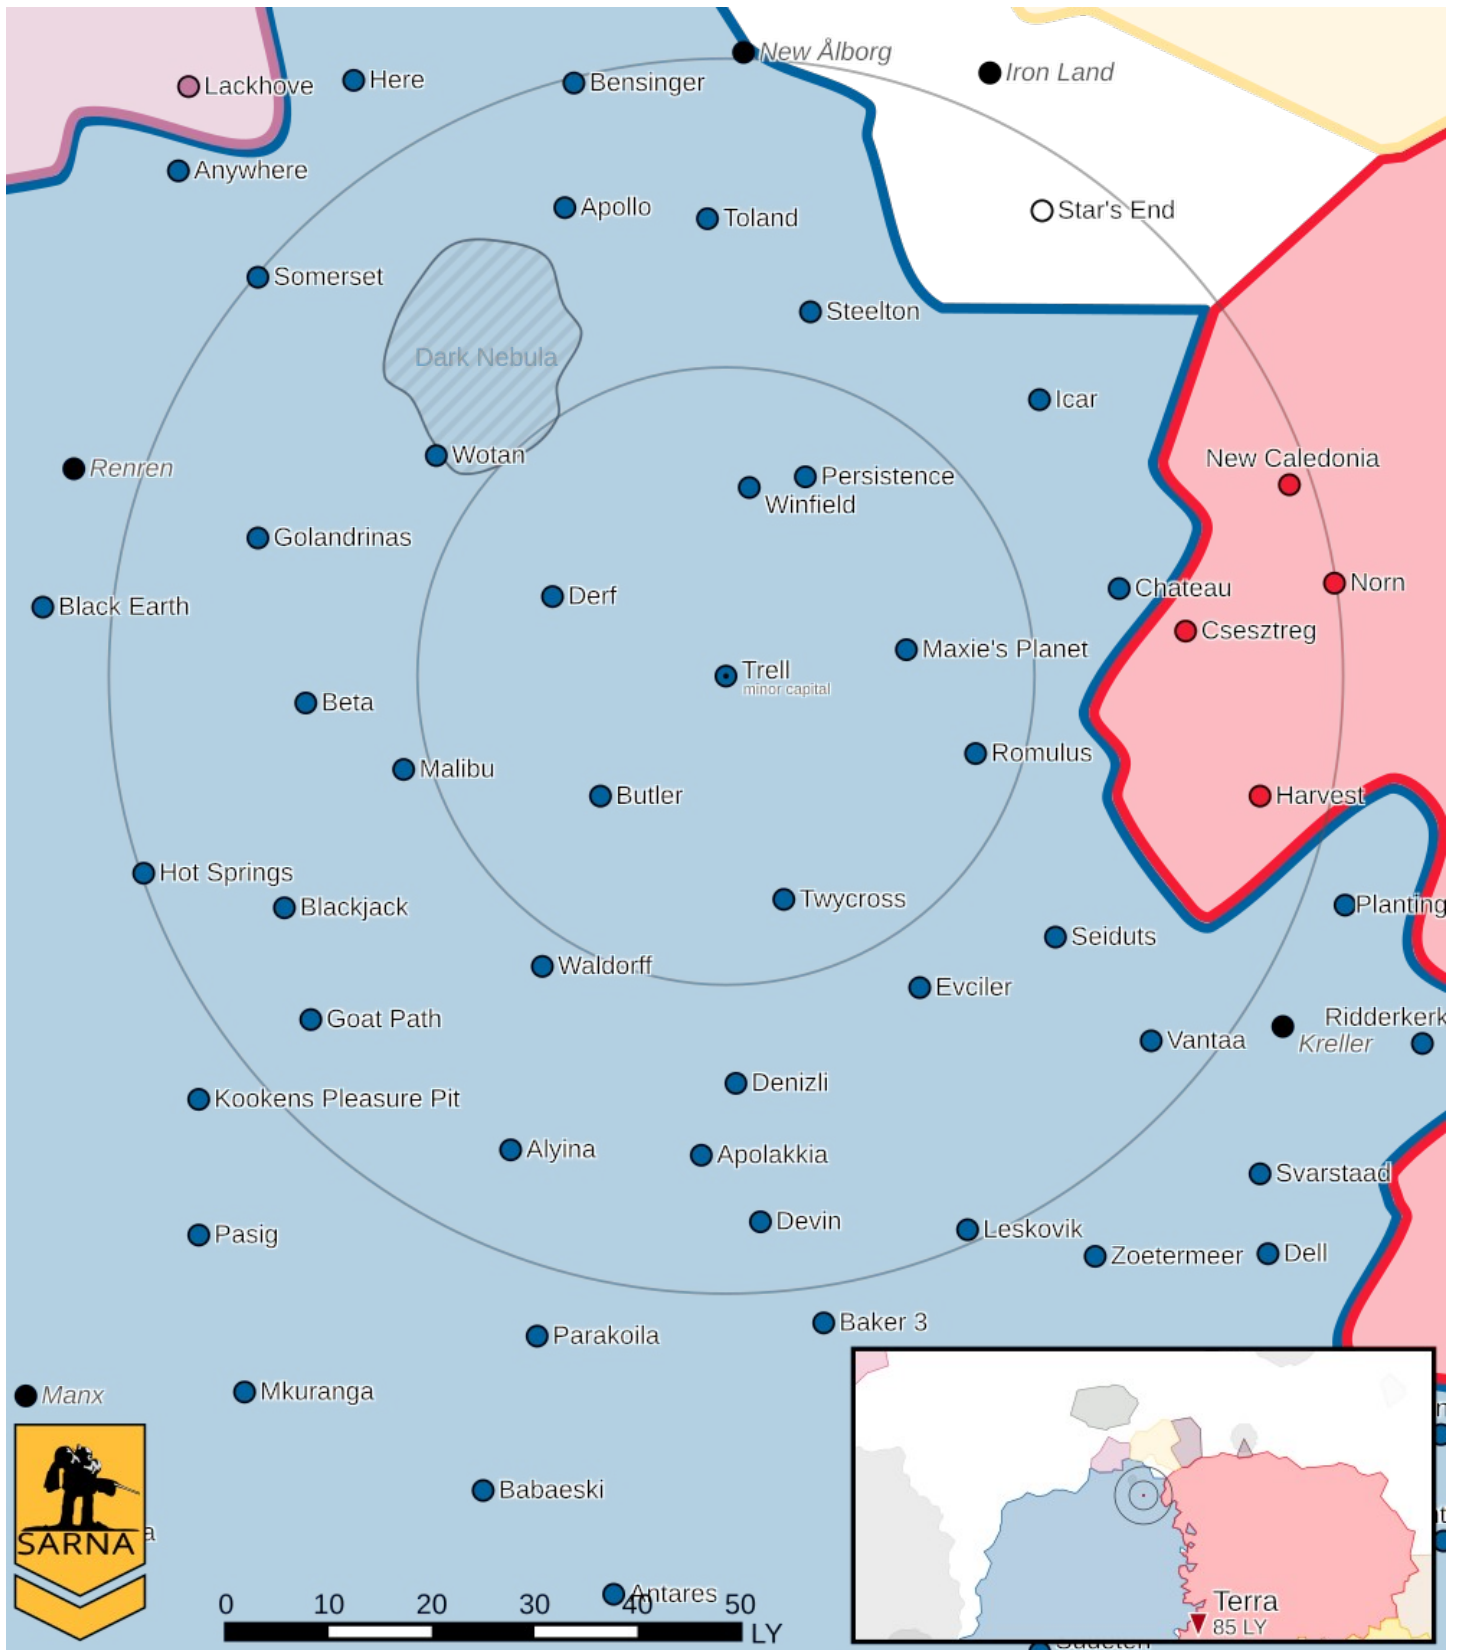 New Ålborg
Iron Land
Lackhove
Here
Bensinger
Anywhere
Apollo
Toland
Star's End
Somerset
Steelton
Dark Nebula
Icar
Wotan
New Caledonia
Renren
Persistence
Winfield
Golandrinas
Norn
Chateau
Derf
Black Earth
Csesztreg
Maxie's Planet
Trell
minor capital
Beta
Romulus
Malibu
Butler
Harvest
Hot Springs
Twycross
Blackjack
Planting
Seiduts
Waldorff
Evciler
Goat Path
Ridderkerk
Vantaa
Kreller
Denizli
Kookens Pleasure Pit
Alyina
Apolakkia
Svarstaad
Devin
Leskovik
Pasig
Zoetermeer
Dell
Baker 3
Parakoila
Manx
Mkuranga
Babaeski
SARNA
a
Antares
0 10 20 30 40 50
LY
Terra
85 LY